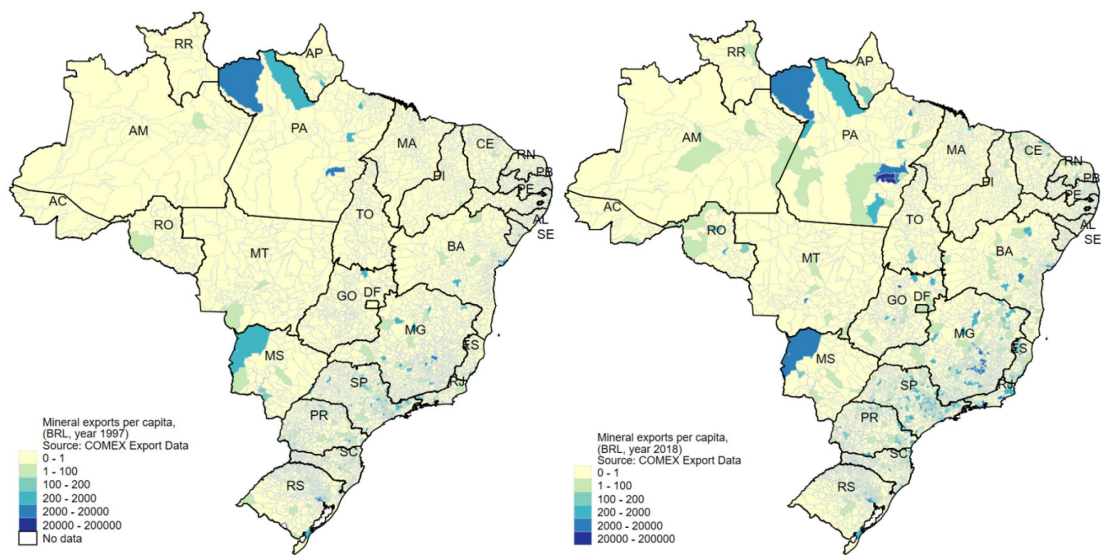 RR
AP
AM
PA
MA
CE
RN
PB
PI
PE
AC
AL
SE
TO
RO
BA
MT
GO
DF
MG
ES
MS
SP
RJ
PR
SC
RS
Mineral exports per capita,
(BRL, year 1997)
Source: COMEX Export Data
0 - 1
1 - 100
100 - 200
200 - 2000
2000 - 20000
20000 - 200000
No data
RR
AP
AM
PA
MA
CE
RN
PB
PI
PE
AC
AL
SE
TO
RO
BA
MT
GO
DF
MG
ES
MS
SP
RJ
PR
SC
RS
Mineral exports per capita,
(BRL, year 2018)
Source: COMEX Export Data
0 - 1
1 - 100
100 - 200
200 - 2000
2000 - 20000
20000 - 200000